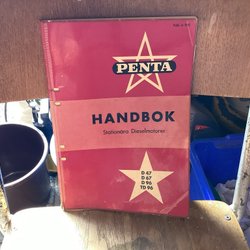 PENTA
HANDBOK
Stationära Dieselmotorer
D 47
D 67
D 96
TD 96